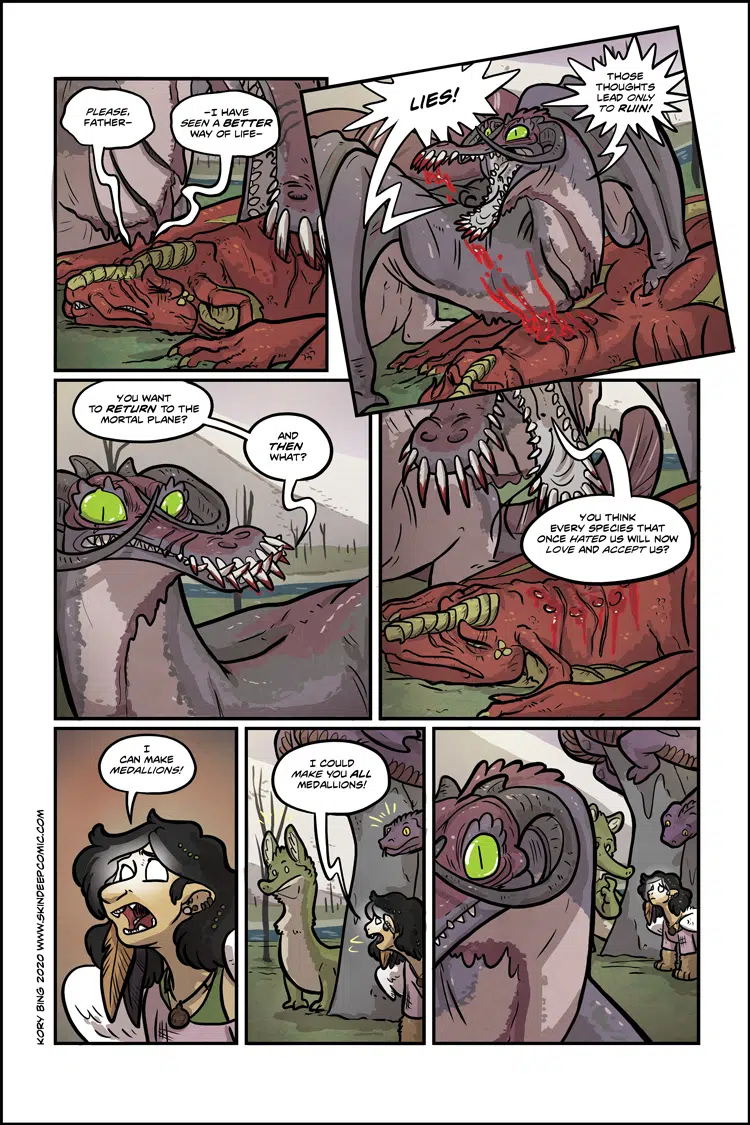 PLEASE,
FATHER–
–I HAVE
SEEN A BETTER
WAY OF LIFE–
LIES!
THOSE
THOUGHTS
LEAD ONLY
TO RUIN!
YOU WANT
TO RETURN TO THE
MORTAL PLANE?
AND
THEN
WHAT?
YOU THINK
EVERY SPECIES THAT
ONCE HATED US WILL NOW
LOVE AND ACCEPT US?
I
CAN MAKE
MEDALLIONS!
I COULD
MAKE YOU ALL
MEDALLIONS!
KORY BING 2020 WWW.SKINDEEPCOMIC.COM